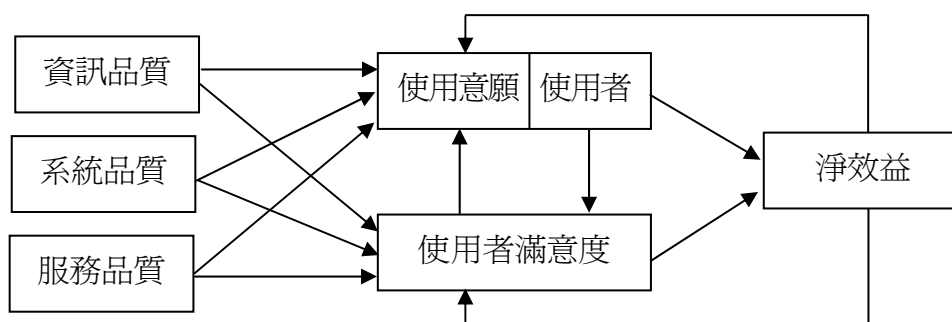 資訊品質
使用意願
使用者
系統品質
淨效益
服務品質
使用者滿意度